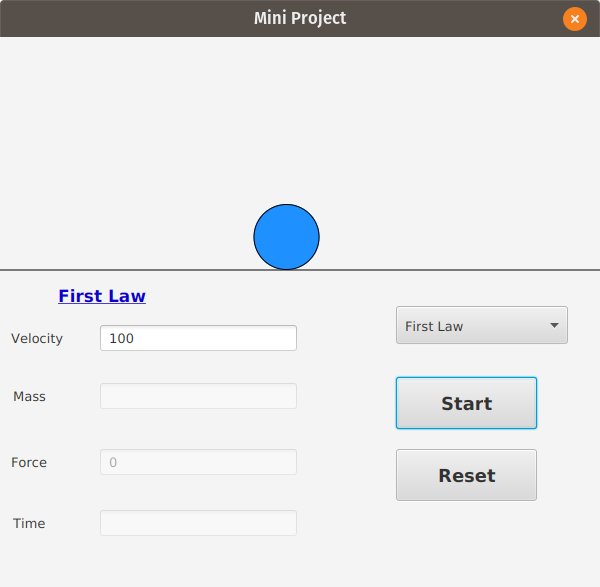 Mini Project
First Law
First Law
Velocity 100
Mass
Start
Force 0
Reset
Time